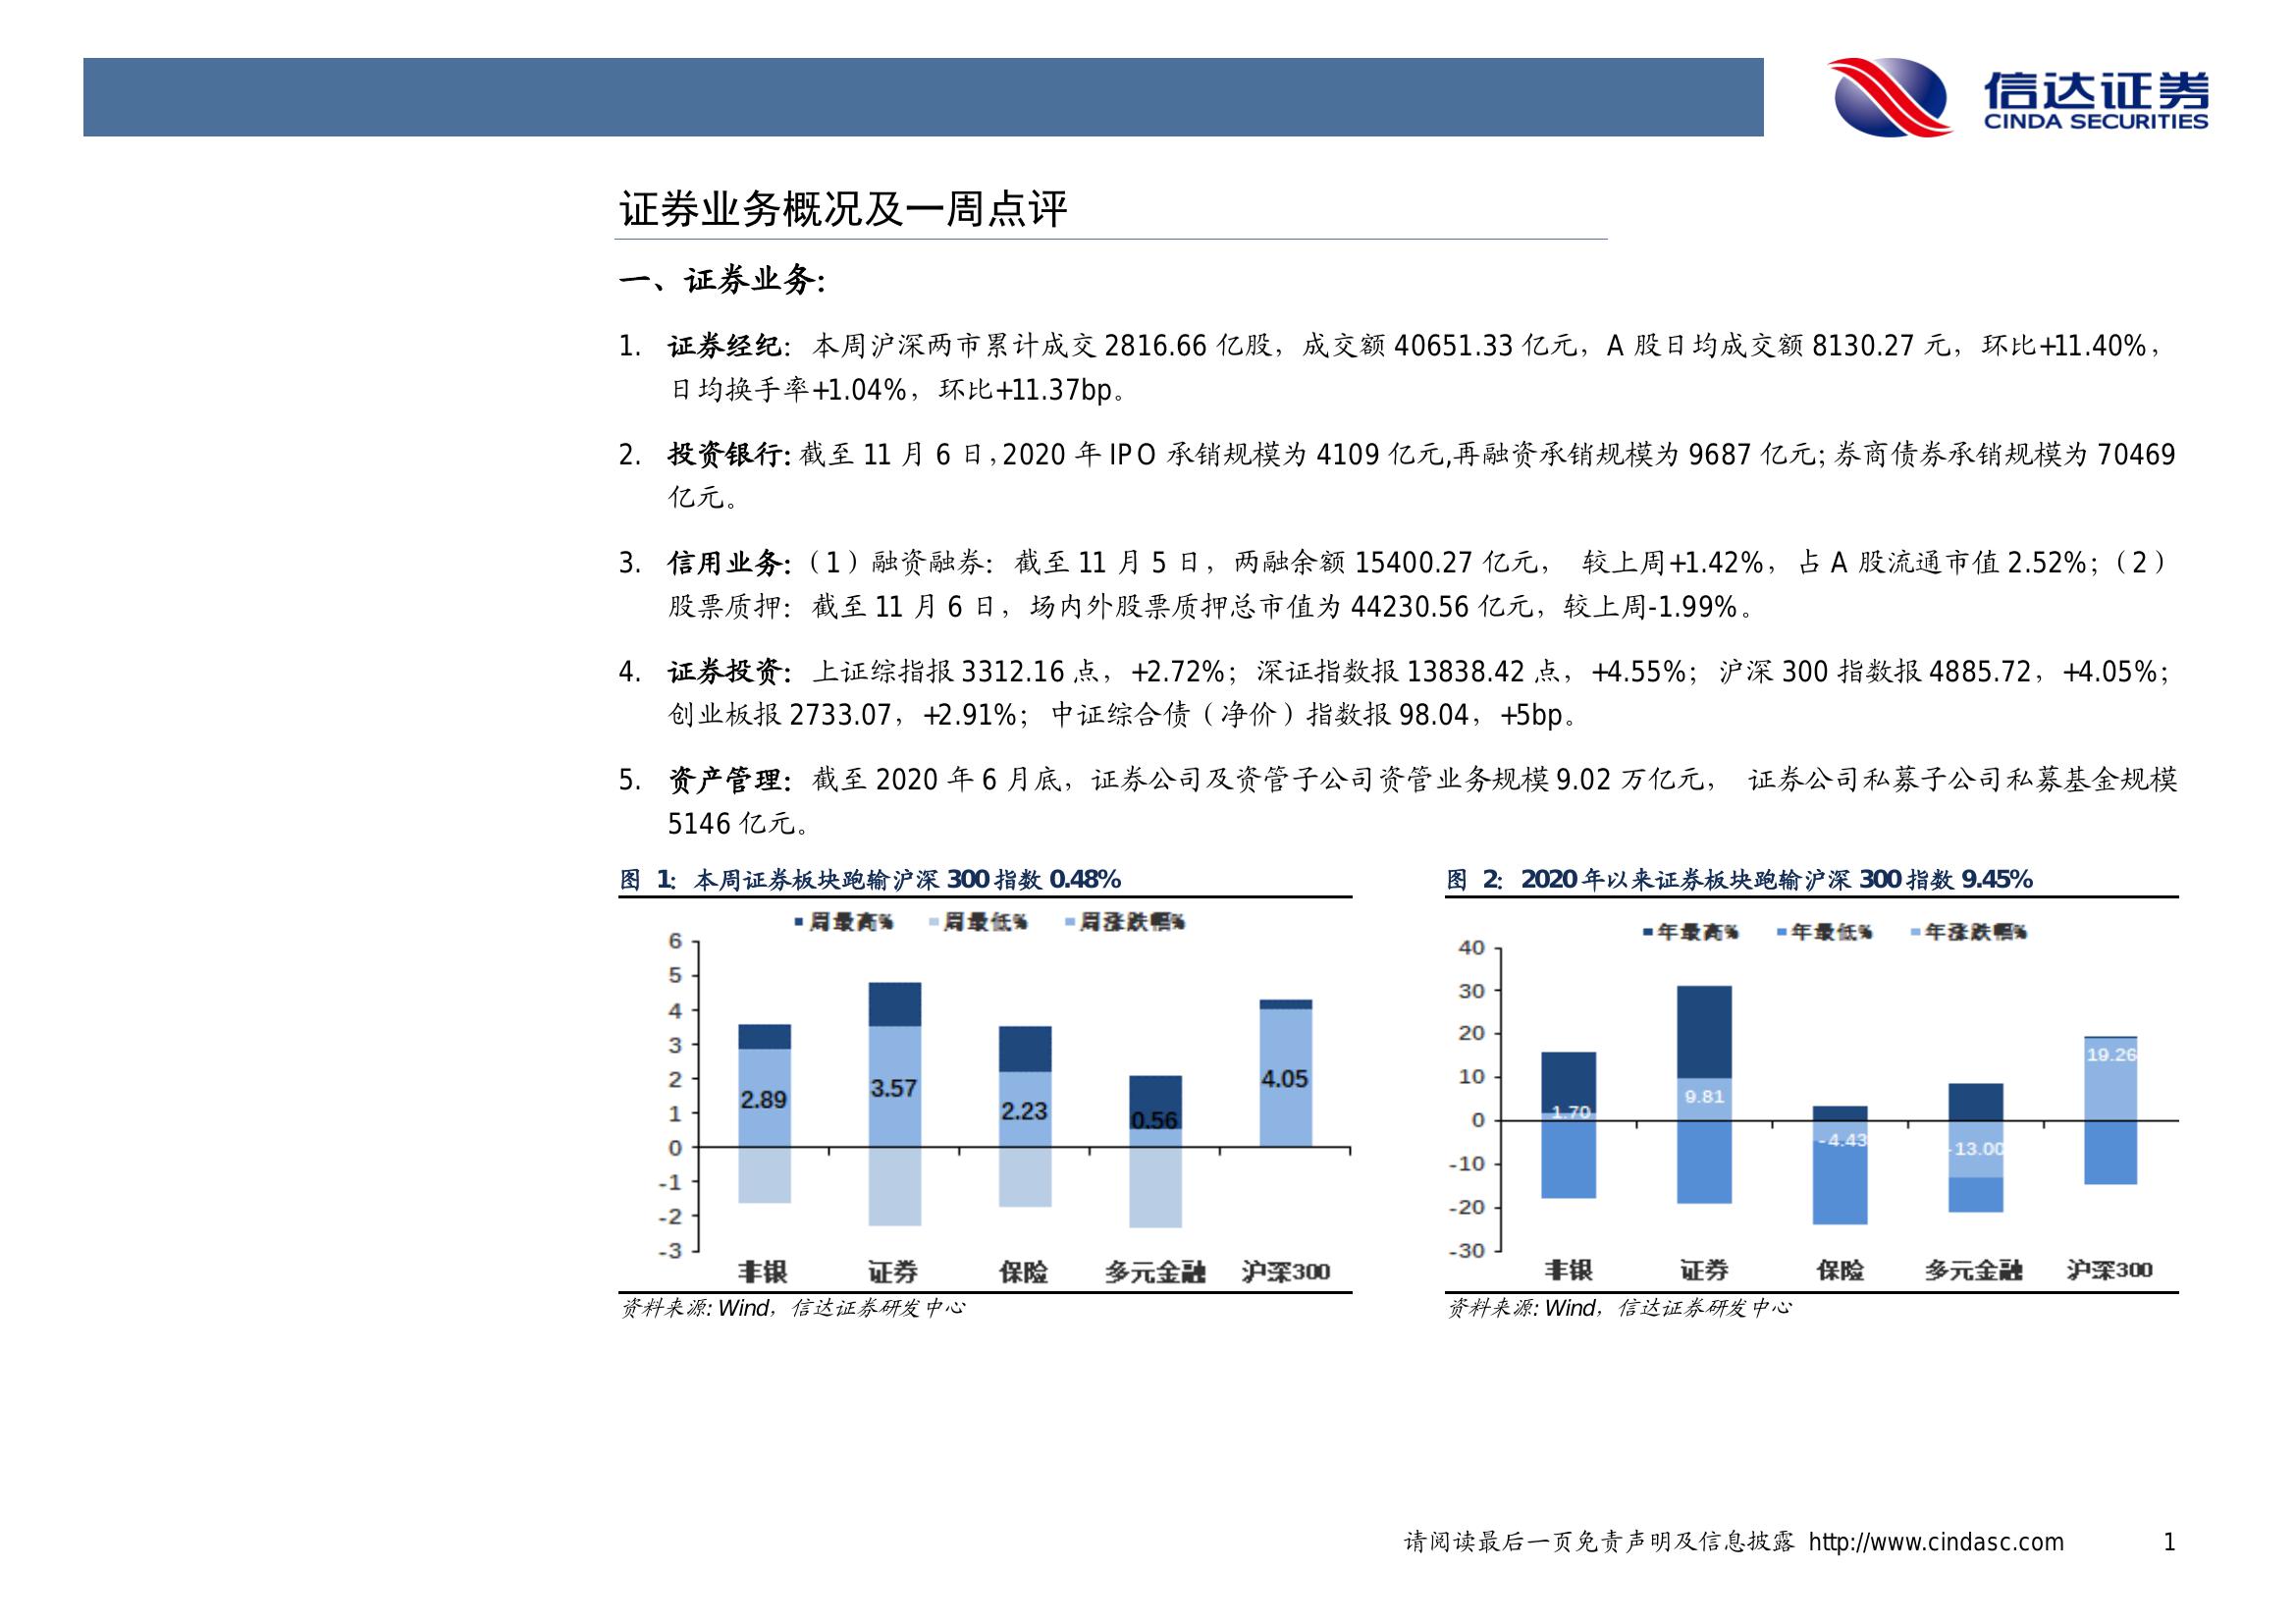 信达证券
CINDA SECURITIES
证券业务概况及一周点评
一、证券业务：
1. 证券经纪：本周沪深两市累计成交 2816.66 亿股，成交额 40651.33 亿元，A 股日均成交额 8130.27 元，环比+11.40%，
日均换手率+1.04%，环比+11.37bp。
2. 投资银行：截至 11 月 6 日，2020 年 IPO 承销规模为 4109 亿元,再融资承销规模为 9687 亿元；券商债券承销规模为 70469
亿元。
3. 信用业务：（1）融资融券：截至 11 月 5 日，两融余额 15400.27 亿元， 较上周+1.42%，占 A 股流通市值 2.52%；（2）
股票质押：截至 11 月 6 日，场内外股票质押总市值为 44230.56 亿元，较上周-1.99%。
4. 证券投资：上证综指报 3312.16 点，+2.72%；深证指数报 13838.42 点，+4.55%；沪深 300 指数报 4885.72，+4.05%；
创业板报 2733.07，+2.91%；中证综合债（净价）指数报 98.04，+5bp。
5. 资产管理：截至 2020 年 6 月底，证券公司及资管子公司资管业务规模 9.02 万亿元， 证券公司私募子公司私募基金规模
5146 亿元。
图 1：本周证券板块跑输沪深 300 指数 0.48%
周最高% 周最低% 周涨跌幅%
6
5
4
3
2
1
0
-1
-2
-3
2.89 3.57 2.23 0.56 4.05
非银 证券 保险 多元金融 沪深300
资料来源：Wind，信达证券研发中心
图 2：2020 年以来证券板块跑输沪深 300 指数 9.45%
年最高% 年最低% 年涨跌幅%
40
30
20
10
0
-10
-20
-30
1.70 9.81 -4.43 -13.00 19.26
非银 证券 保险 多元金融 沪深300
资料来源：Wind，信达证券研发中心
请阅读最后一页免责声明及信息披露 http://www.cindasc.com 1